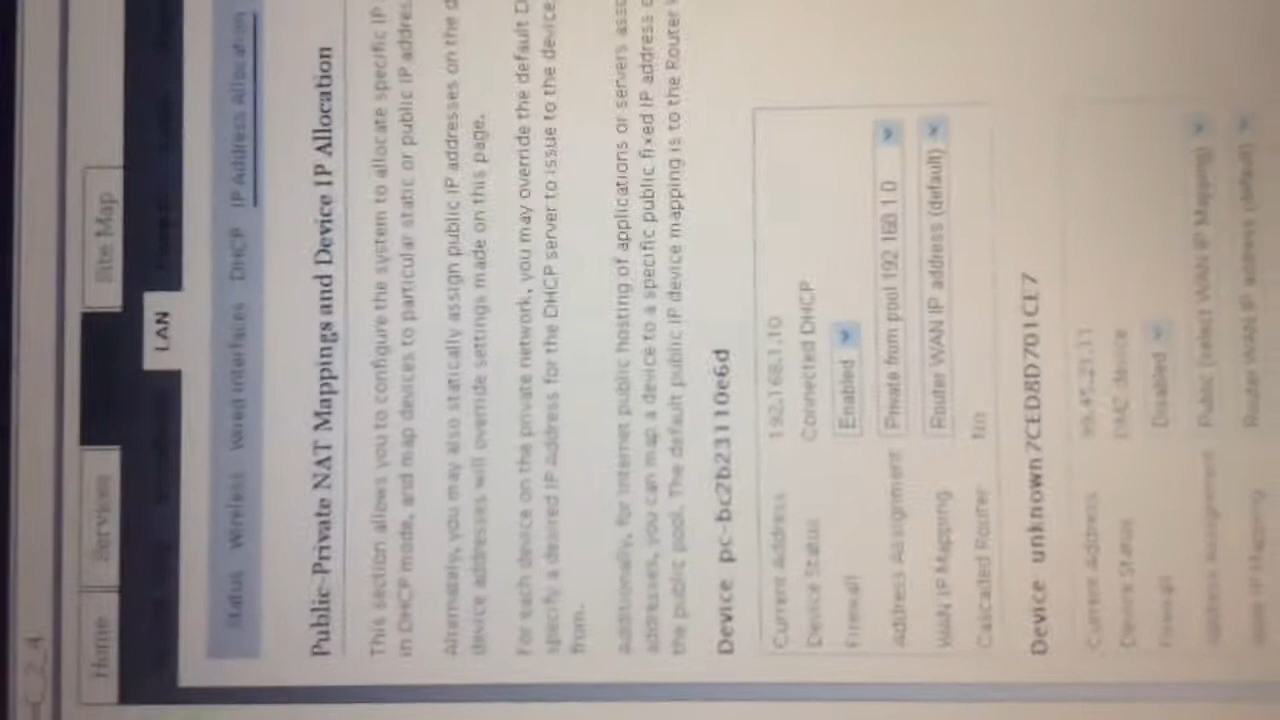 C_2_4
Home
Services
Site Map
LAN
Status Wireless Wired Interfaces DHCP IP Address Allocation
Public-Private NAT Mappings and Device IP Allocation
This section allows you to configure the system to allocate specific IP
in DHCP mode, and map devices to particular static or public IP addres
Alternately, you may also statically assign public IP addresses on the d
device addresses will override settings made on this page.
For each device on the private network, you may override the default D
specify a desired IP address for the DHCP server to issue to the device
from.
Additionally, for Internet public hosting of applications or servers asso
addresses, you can map a device to a specific public fixed IP address o
the public pool. The default public IP device mapping is to the Router
Device pc-bc2b23110e6d
Current Address 192.168.1.10
Device Status Connected DHCP
Firewall Enabled
Address Assignment Private from pool 192.168.1.0
WAN IP Mapping Router WAN IP address (default)
Cascaded Router No
Device unknown7CED8D701CE7
Current Address
Device Status DMZ device
Firewall Disabled
Address Assignment Public (select WAN IP Mapping)
WAN IP Mapping Router WAN IP address (default)